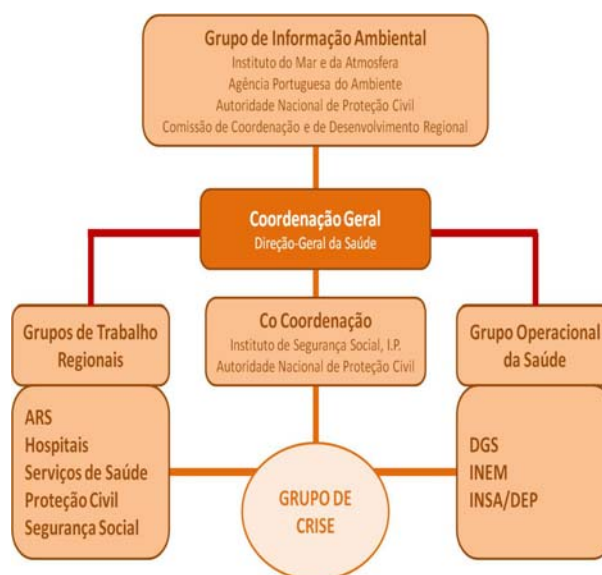 Grupo de Informação Ambiental
Instituto do Mar e da Atmosfera
Agência Portuguesa do Ambiente
Autoridade Nacional de Proteção Civil
Comissão de Coordenação e de Desenvolvimento Regional
Coordenação Geral
Direção-Geral da Saúde
Grupos de Trabalho
Regionais
Co Coordenação
Instituto de Segurança Social, I.P.
Autoridade Nacional de Proteção Civil
Grupo Operacional
da Saúde
ARS
Hospitais
Serviços de Saúde
Proteção Civil
Segurança Social
GRUPO DE
CRISE
DGS
INEM
INSA/DEP